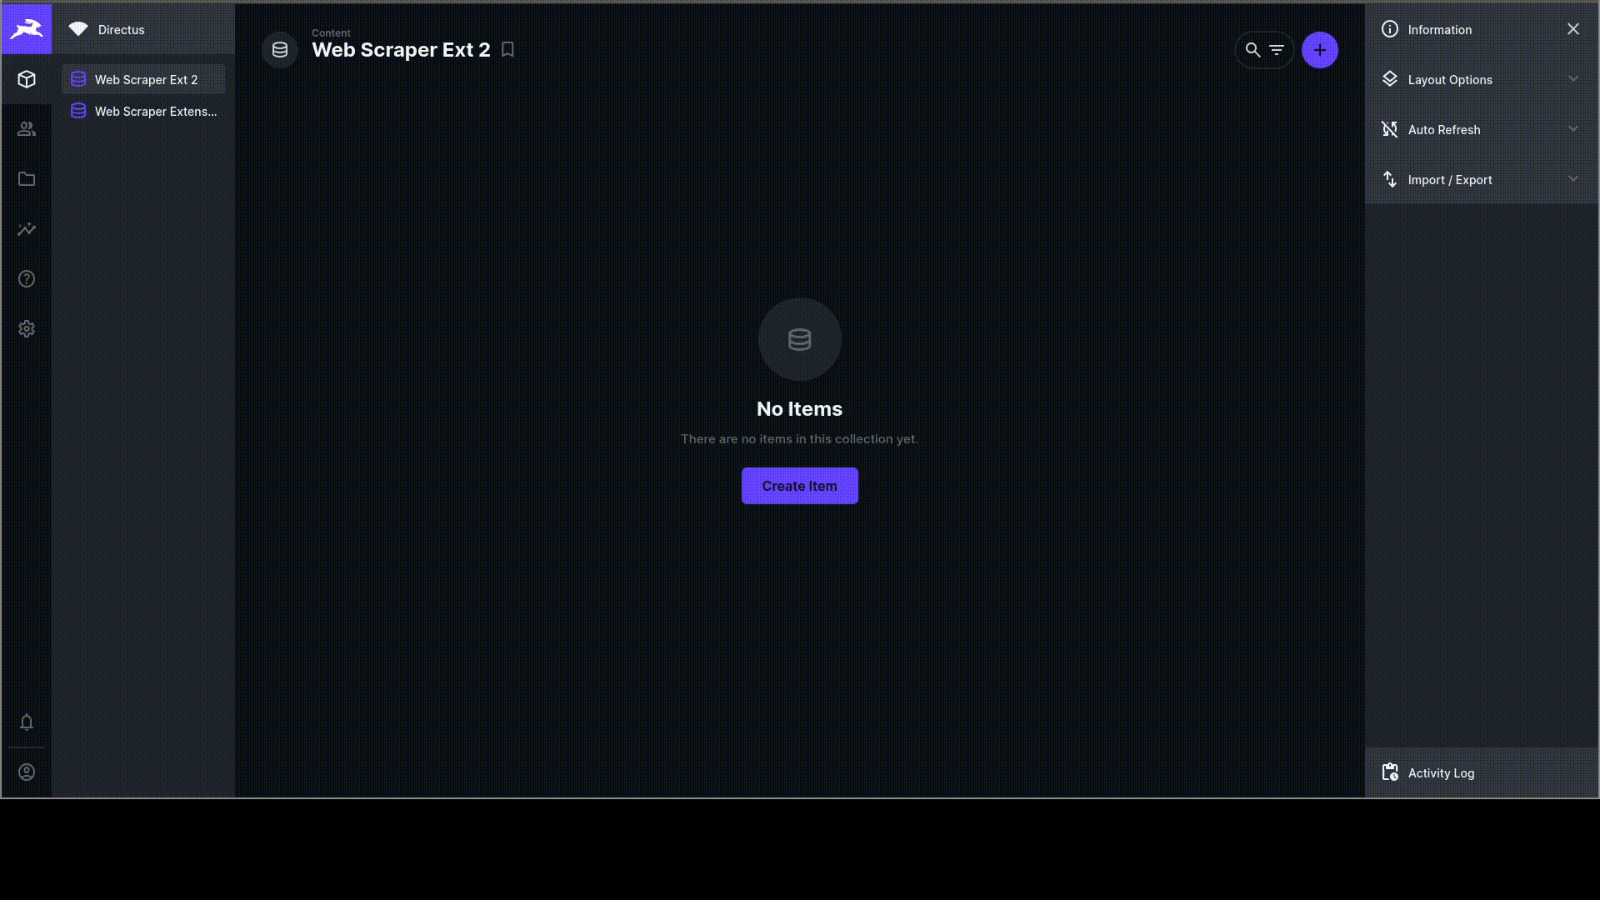 Directus
Web Scraper Ext 2
Web Scraper Extens...
Content
Web Scraper Ext 2
No Items
There are no items in this collection yet.
Create Item
Information
Layout Options
Auto Refresh
Import / Export
Activity Log